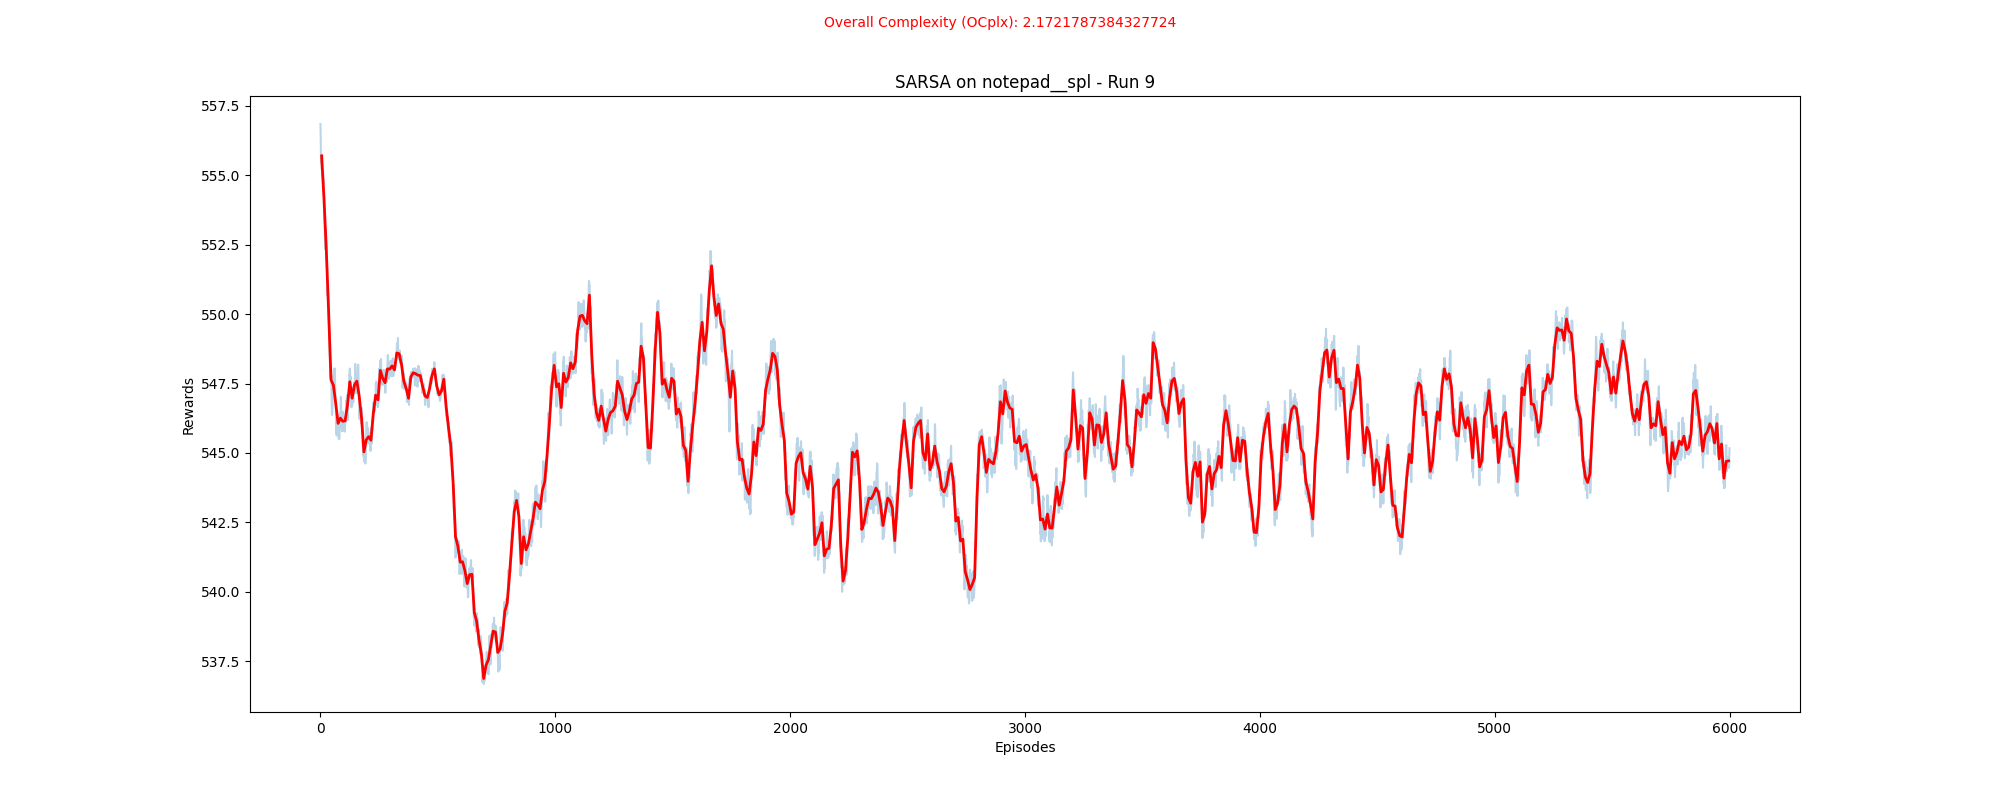 Overall Complexity (OCplx): 2.1721787384327724
SARSA on notepad__spl - Run 9
557.5
555.0
552.5
550.0
547.5
545.0
542.5
540.0
537.5
Rewards
0 1000 2000 3000 4000 5000 6000
Episodes